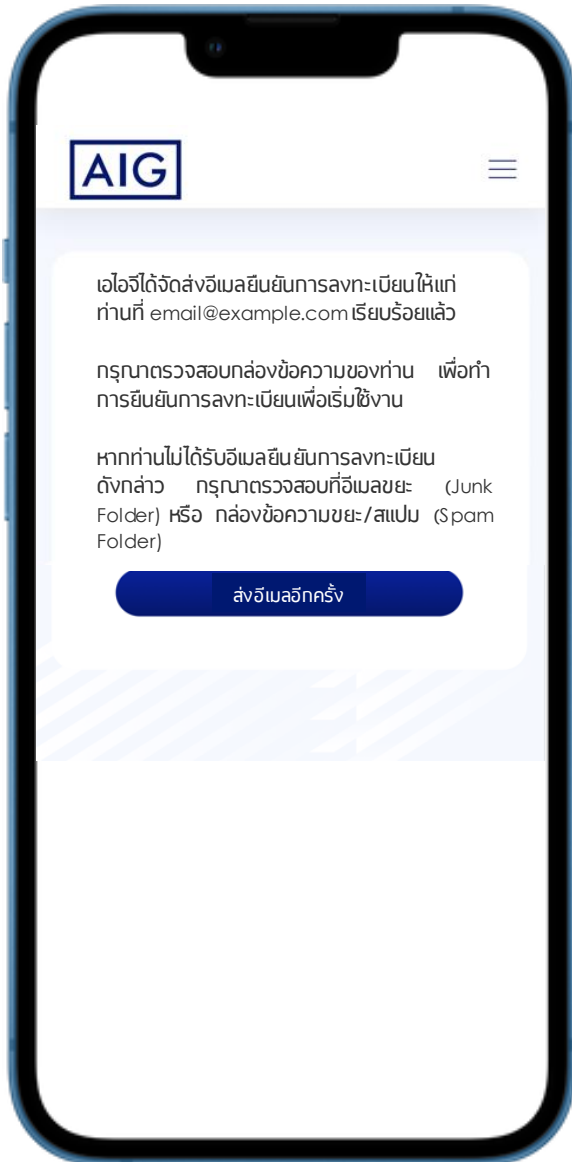 AIG
เอไอจีได้จัดส่งอีเมลยืนยันการลงทะเบียนให้แก่
ท่านที่ email@example.com เรียบร้อยแล้ว
กรุณาตรวจสอบกล่องข้อความของท่าน เพื่อทำ
การยืนยันการลงทะเบียนเพื่อเริ่มใช้งาน
หากท่านไม่ได้รับอีเมลยืนยันการลงทะเบียน
ดังกล่าว กรุณาตรวจสอบที่อีเมลขยะ (Junk
Folder) หรือ กล่องข้อความขยะ/สแปม (Spam
Folder)
ส่งอีเมลอีกครั้ง